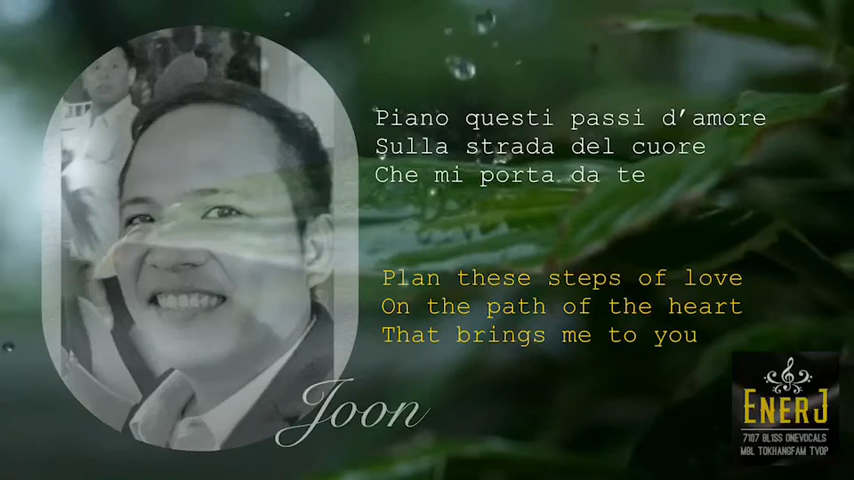 Piano questi passi d'amore
Sulla strada del cuore
Che mi porta da te
Plan these steps of love
On the path of the heart
That brings me to you
Joon
ENERJ
7107 BL1SS ONEVOCALS
MBL TOKHANGFAM TVOP